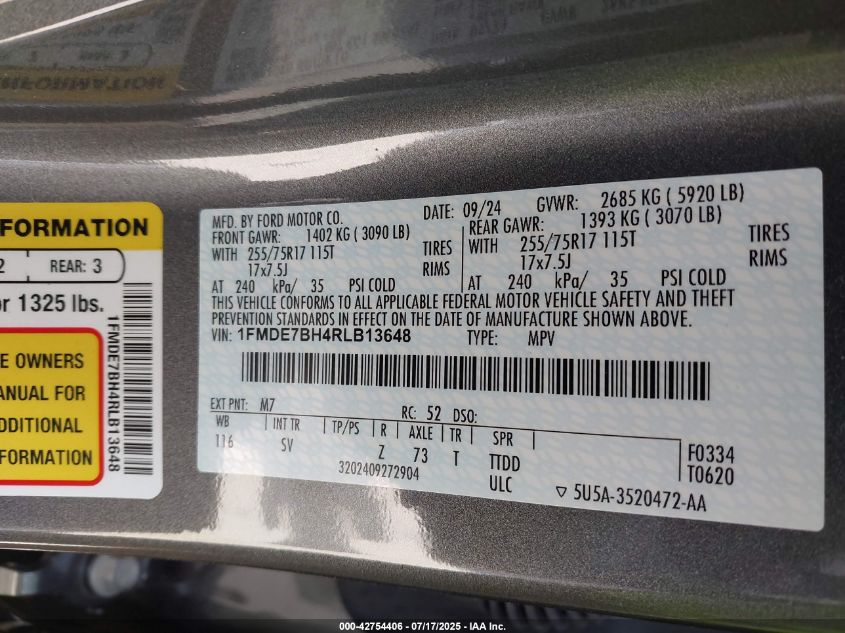 FORMATION
2 REAR: 3
or 1325 lbs.
E OWNERS
ANUAL FOR
DDITIONAL
FORMATION
1FMDE7BH4RLB13648
MFD. BY FORD MOTOR CO. DATE: 09/24 GVWR: 2685 KG ( 5920 LB)
FRONT GAWR: 1402 KG ( 3090 LB) REAR GAWR: 1393 KG ( 3070 LB)
WITH 255/75R17 115T TIRES WITH 255/75R17 115T TIRES
17x7.5J RIMS 17x7.5J RIMS
AT 240 kPa/ 35 PSI COLD AT 240 kPa/ 35 PSI COLD
THIS VEHICLE CONFORMS TO ALL APPLICABLE FEDERAL MOTOR VEHICLE SAFETY AND THEFT
PREVENTION STANDARDS IN EFFECT ON THE DATE OF MANUFACTURE SHOWN ABOVE.
VIN: 1FMDE7BH4RLB13648 TYPE: MPV
EXT PNT: M7 RC: 52 DSO:
WB INT TR TP/PS R AXLE TR SPR
116 SV Z 73 T TTDD F0334
3202409272904 ULC T0620
5U5A-3520472-AA
000-42754406 - 07/17/2025 - IAA Inc.